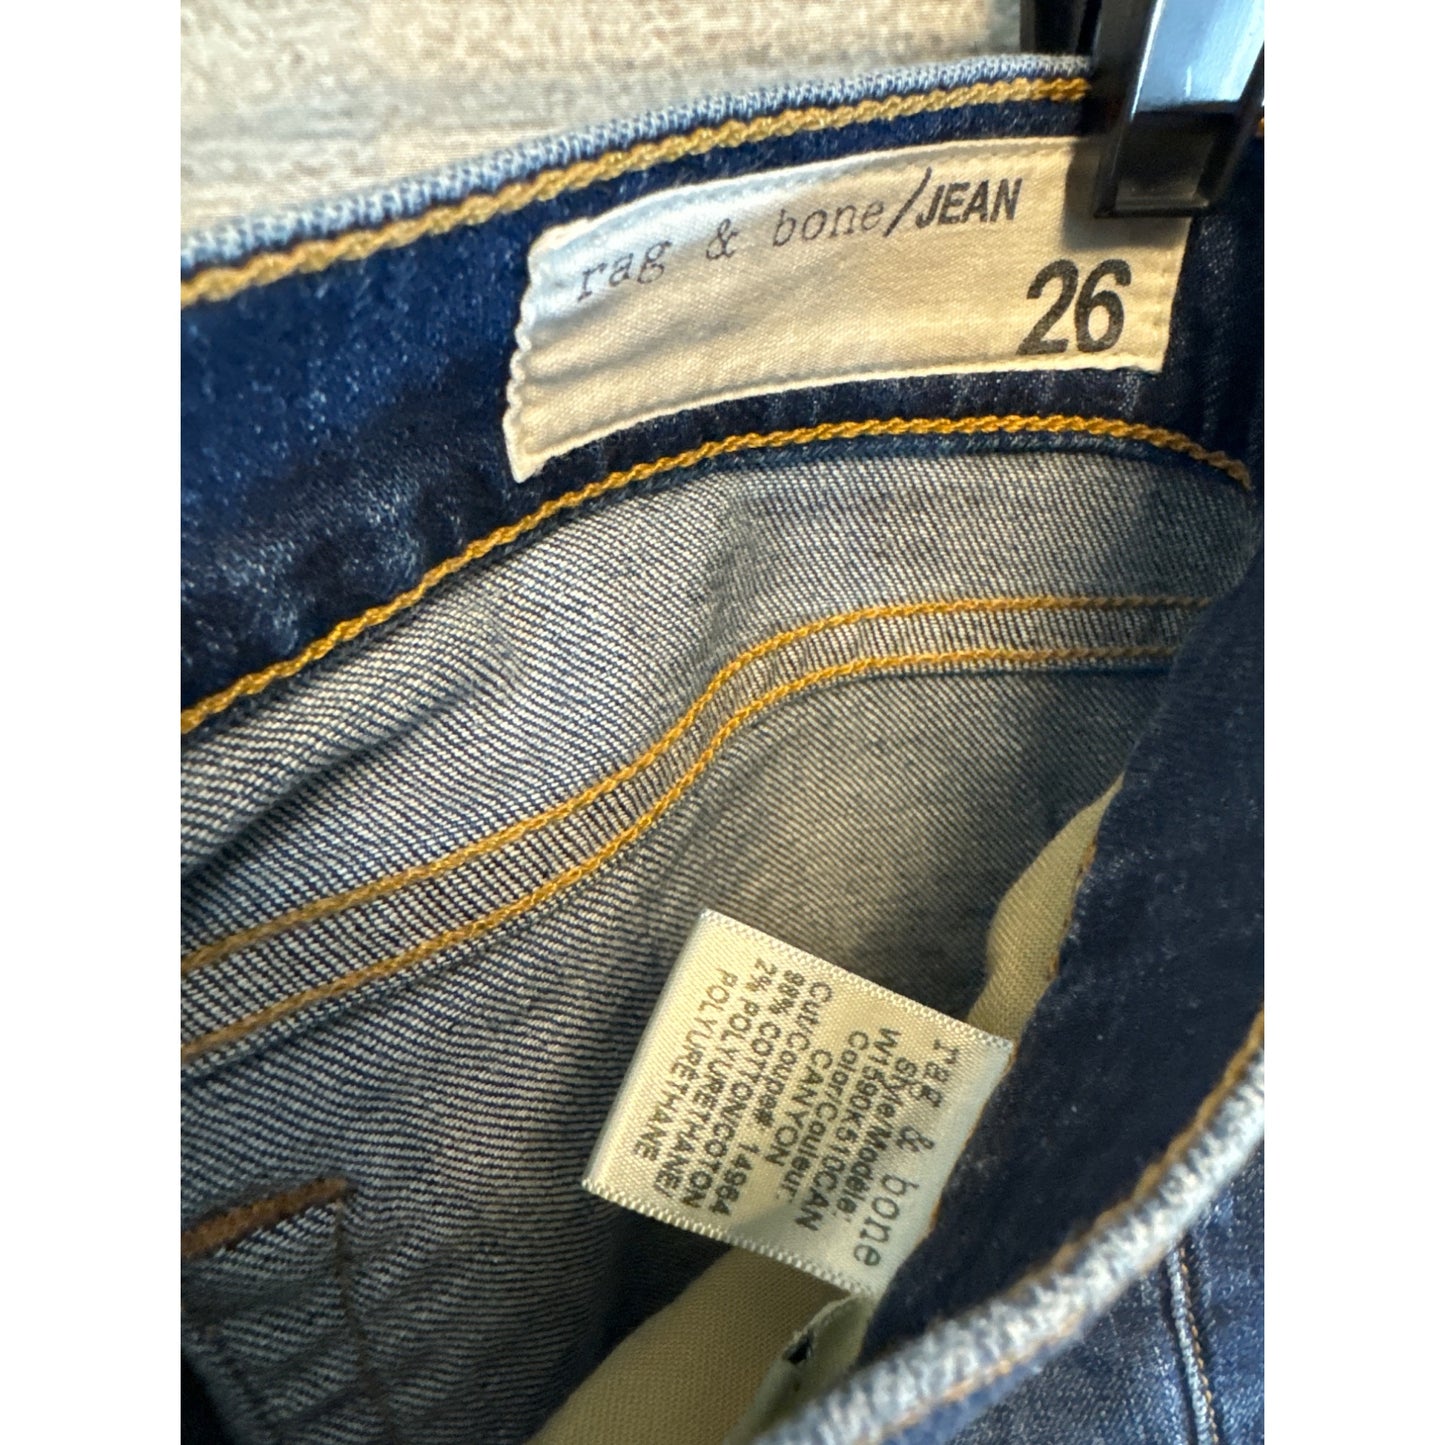 rag & bone/JEAN
26
rag & bone
Style/Modèle:
W1590K510CAN
Color/Couleur:
CANYON
Cut/Coupe# 14964
98% COTTON/COTON
2% POLYURETHANE/
POLYURETHANE